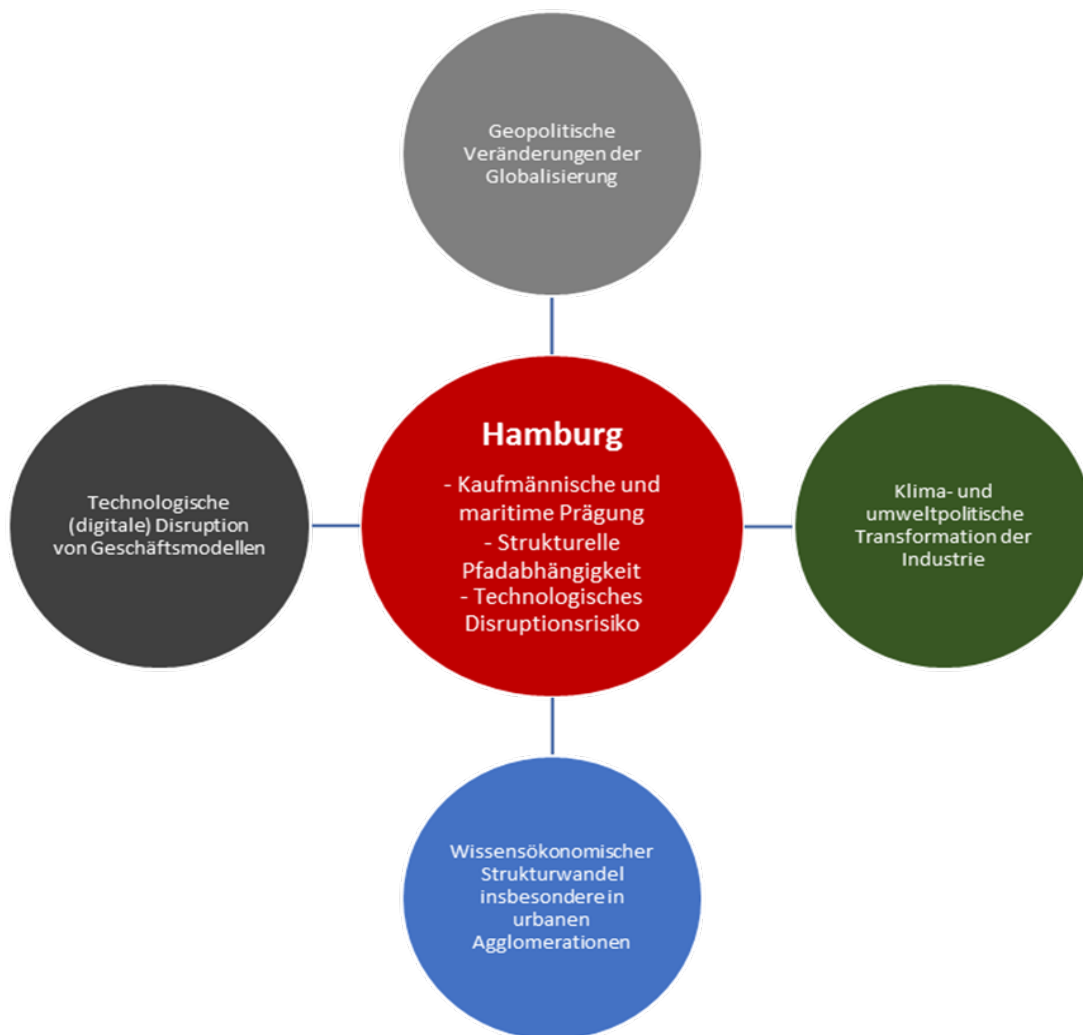 Geopolitische
Veränderungen der
Globalisierung
Hamburg
- Kaufmännische und
maritime Prägung
- Strukturelle
Pfadabhängigkeit
- Technologisches
Disruptionsrisiko
Technologische
(digitale) Disruption
von Geschäftsmodellen
Klima- und
umweltpolitische
Transformation der
Industrie
Wissensökonomischer
Strukturwandel
insbesondere in
urbanen
Agglomerationen